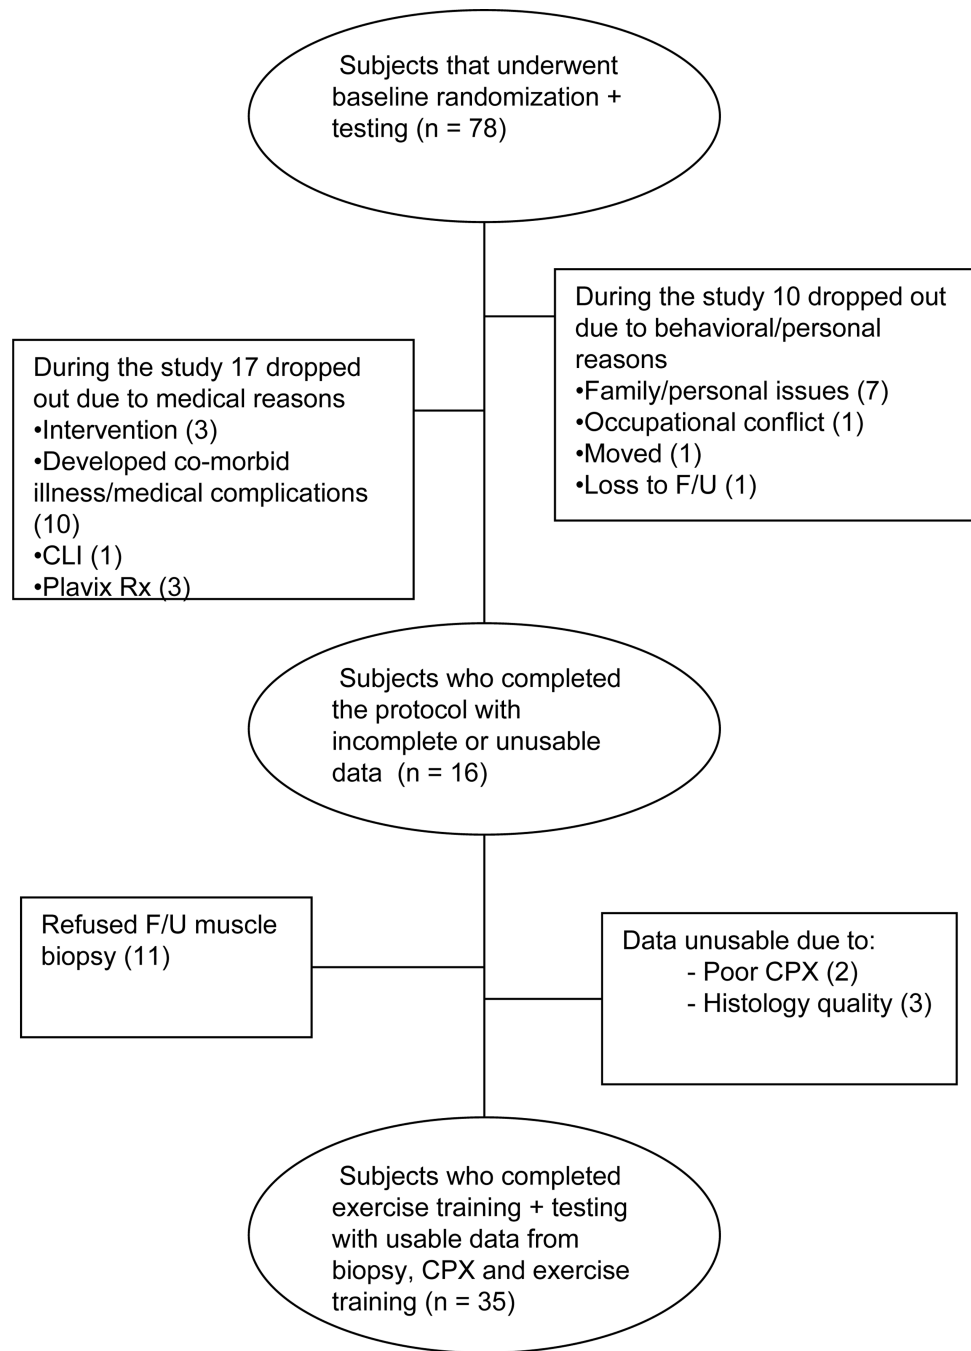 Subjects that underwent
baseline randomization +
testing (n = 78)
During the study 10 dropped out
due to behavioral/personal
reasons
•Family/personal issues (7)
•Occupational conflict (1)
•Moved (1)
•Loss to F/U (1)
During the study 17 dropped
out due to medical reasons
•Intervention (3)
•Developed co-morbid
illness/medical complications
(10)
•CLI (1)
•Plavix Rx (3)
Subjects who completed
the protocol with
incomplete or unusable
data  (n = 16)
Refused F/U muscle
biopsy (11)
Data unusable due to:
- Poor CPX (2)
- Histology quality (3)
Subjects who completed
exercise training + testing
with usable data from
biopsy, CPX and exercise
training (n = 35)